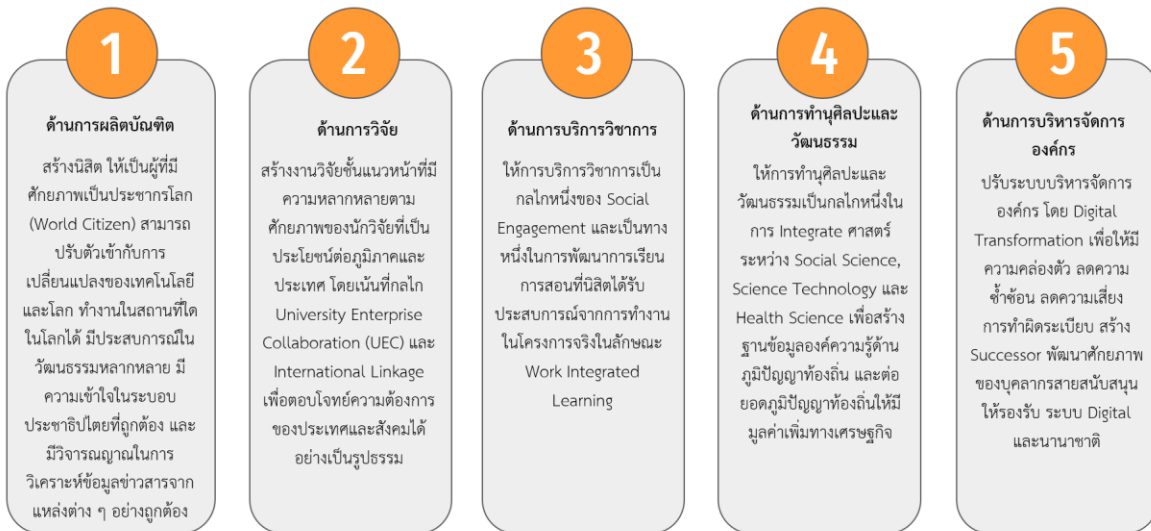 1
ด้านการผลิตบัณฑิต
สร้างนิสิต ให้เป็นผู้ที่มี
ศักยภาพเป็นประชากรโลก
(World Citizen) สามารถ
ปรับตัวเข้ากับการ
เปลี่ยนแปลงของเทคโนโลยี
และโลก ทำงานในสถานที่ใด
ในโลกได้ มีประสบการณ์ใน
วัฒนธรรมหลากหลาย มี
ความเข้าใจในระบอบ
ประชาธิปไตยที่ถูกต้อง และ
มีวิจารณญาณในการ
วิเคราะห์ข้อมูลข่าวสารจาก
แหล่งต่าง ๆ อย่างถูกต้อง
2
ด้านการวิจัย
สร้างงานวิจัยชั้นแนวหน้าที่มี
ความหลากหลายตาม
ศักยภาพของนักวิจัยที่เป็น
ประโยชน์ต่อภูมิภาคและ
ประเทศ โดยเน้นที่กลไก
University Enterprise
Collaboration (UEC) และ
International Linkage
เพื่อตอบโจทย์ความต้องการ
ของประเทศและสังคมได้
อย่างเป็นรูปธรรม
3
ด้านการบริการวิชาการ
ให้การบริการวิชาการเป็น
กลไกหนึ่งของ Social
Engagement และเป็นทาง
หนึ่งในการพัฒนาการเรียน
การสอนที่นิสิตได้รับ
ประสบการณ์จากการทำงาน
ในโครงการจริงในลักษณะ
Work Integrated
Learning
4
ด้านการทำนุศิลปะและ
วัฒนธรรม
ให้การทำนุศิลปะและ
วัฒนธรรมเป็นกลไกหนึ่งใน
การ Integrate ศาสตร์
ระหว่าง Social Science,
Science Technology และ
Health Science เพื่อสร้าง
ฐานข้อมูลองค์ความรู้ด้าน
ภูมิปัญญาท้องถิ่น และต่อ
ยอดภูมิปัญญาท้องถิ่นให้มี
มูลค่าเพิ่มทางเศรษฐกิจ
5
ด้านการบริหารจัดการ
องค์กร
ปรับระบบบริหารจัดการ
องค์กร โดย Digital
Transformation เพื่อให้มี
ความคล่องตัว ลดความ
ซ้ำซ้อน ลดความเสี่ยง
การทำผิดระเบียบ สร้าง
Successor พัฒนาศักยภาพ
ของบุคลากรสายสนับสนุน
ให้รองรับ ระบบ Digital
และนานาชาติ